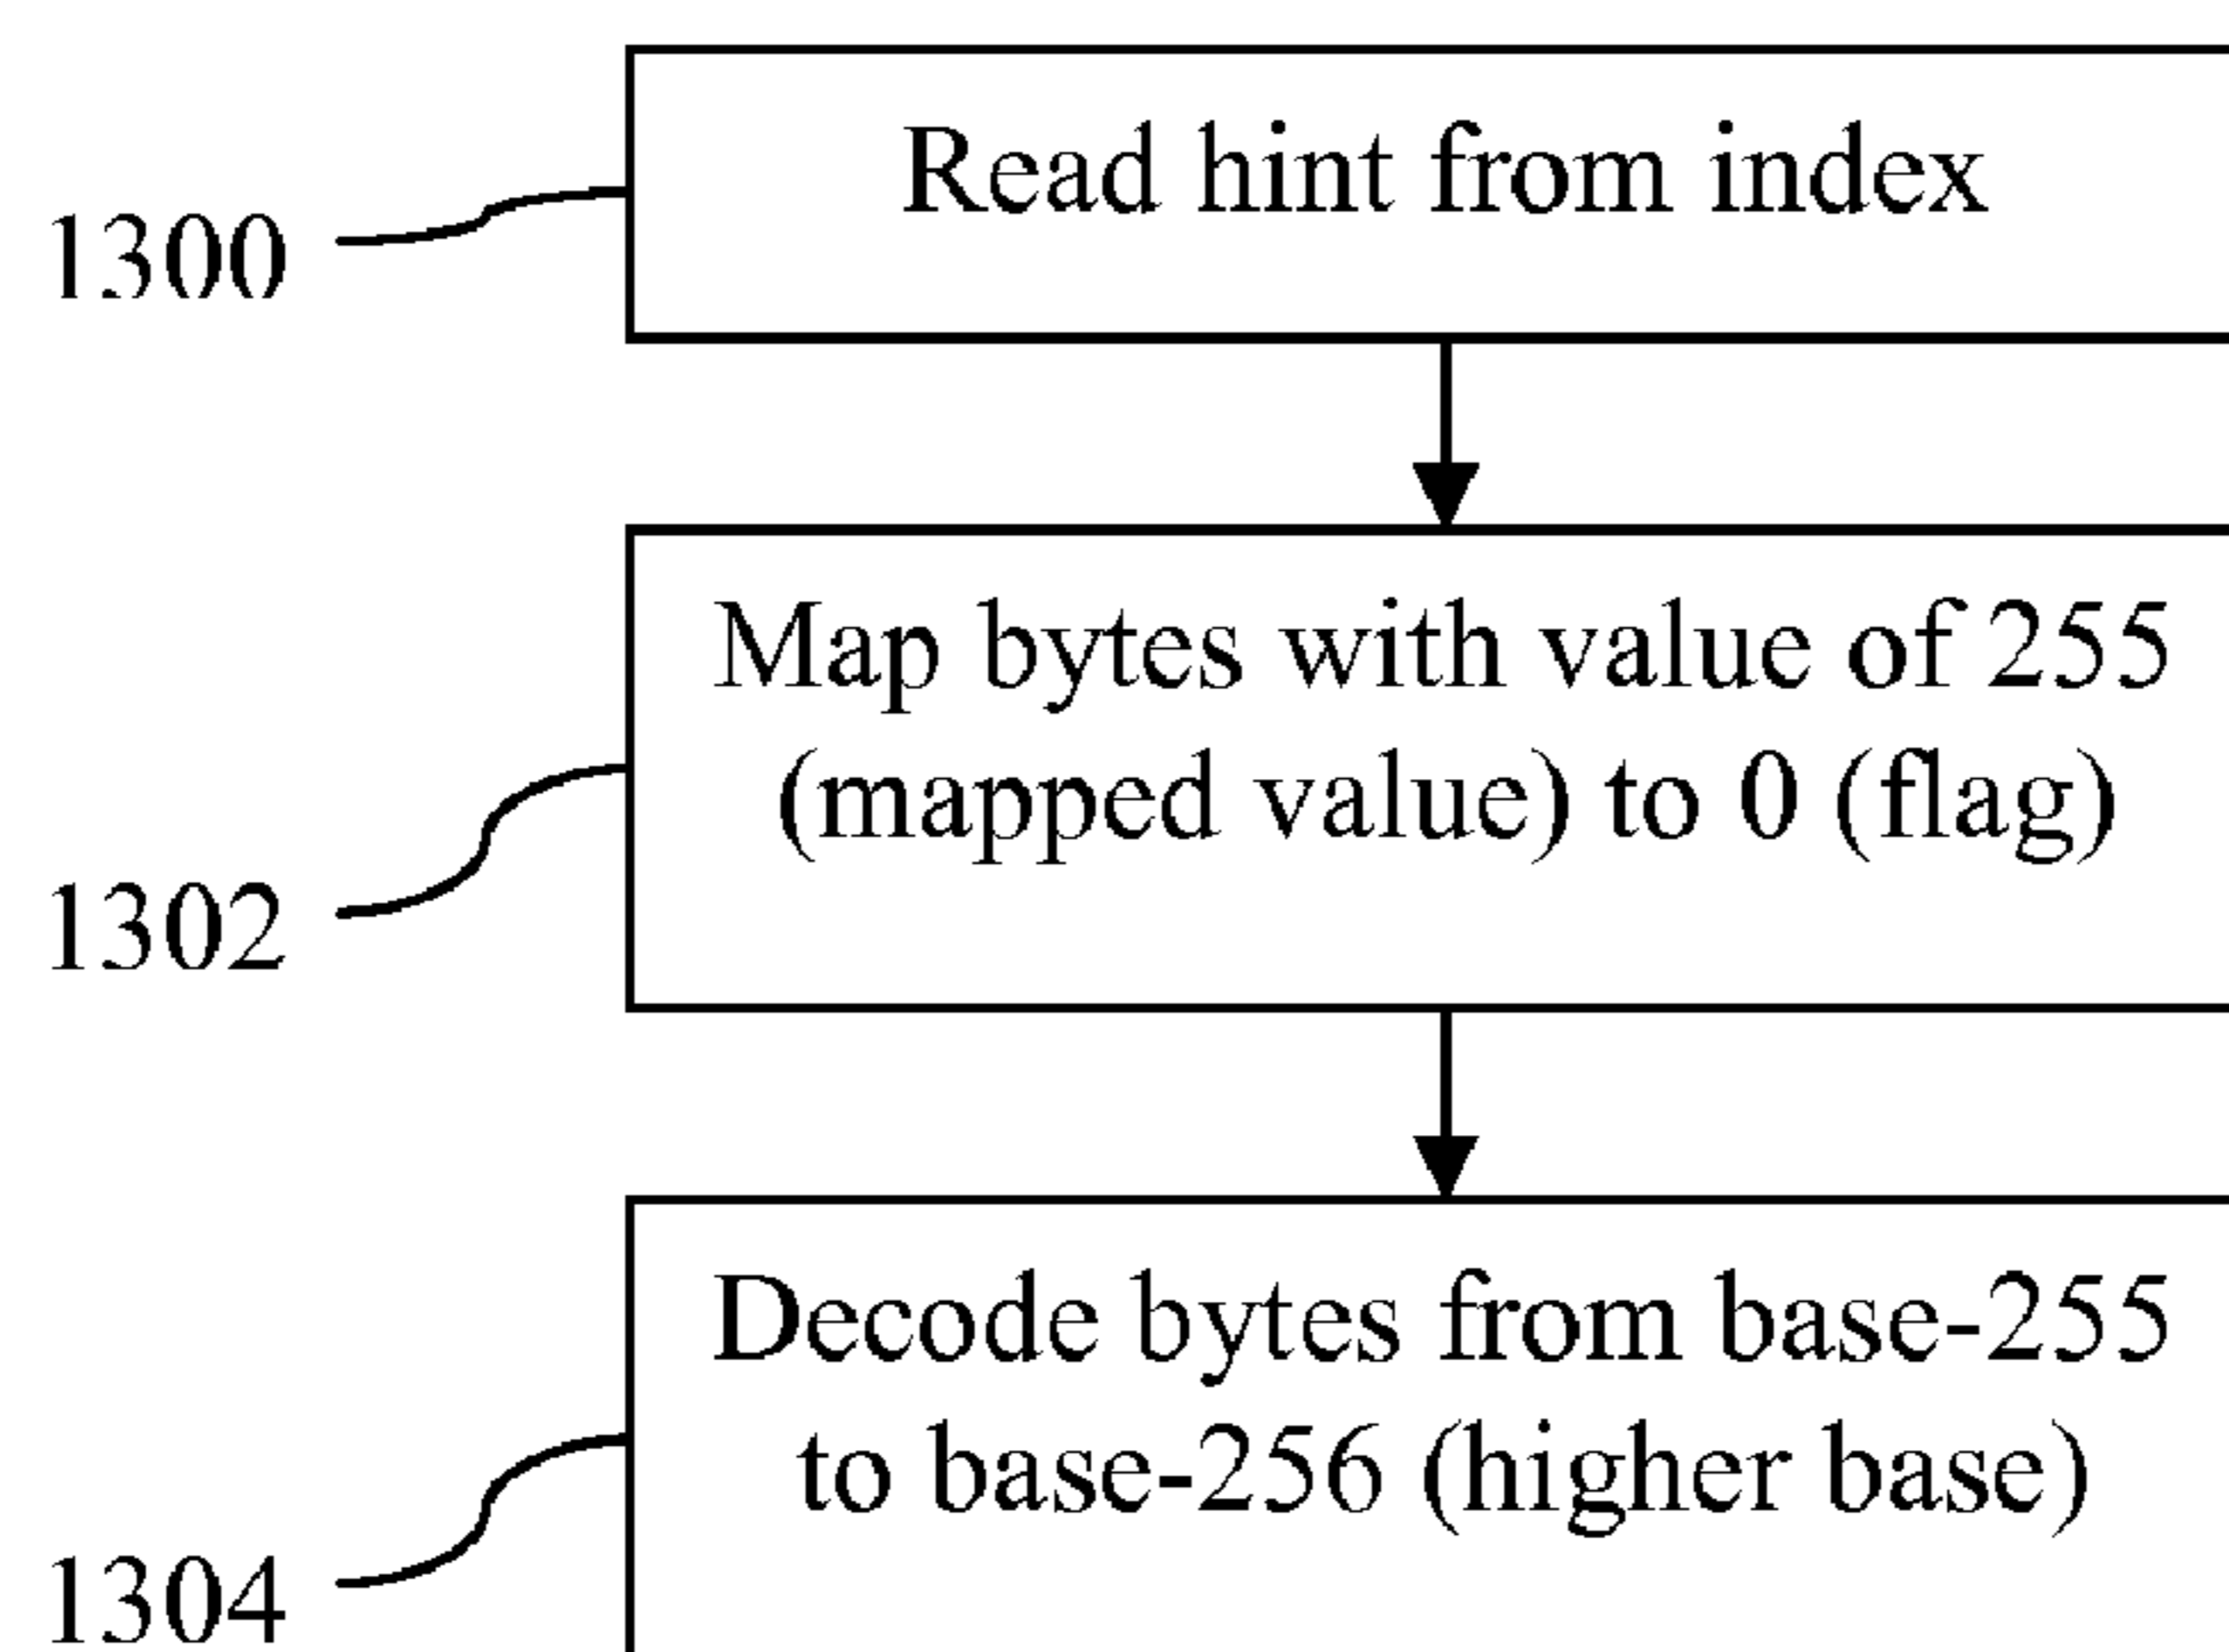 Read hint from index
1300
Map bytes with value of 255
(mapped value) to 0 (flag)
1302
Decode bytes from base-255
to base-256 (higher base)
1304